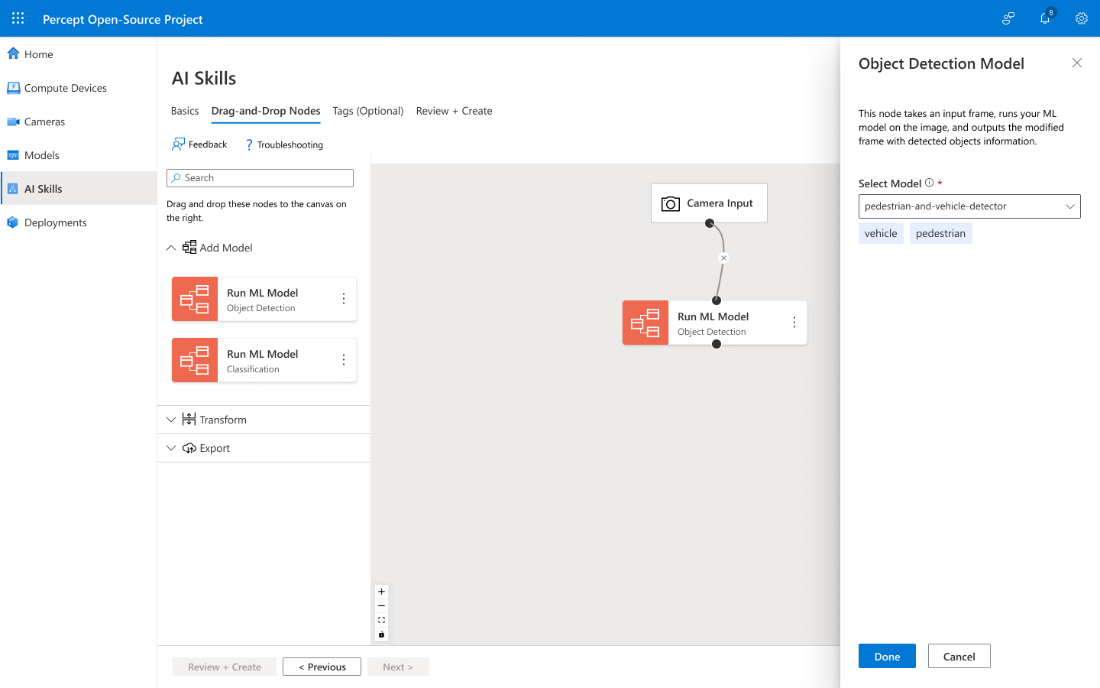 Percept Open-Source Project
8
Home
Compute Devices
Cameras
Models
AI Skills
Deployments
AI Skills
Basics
Drag-and-Drop Nodes
Tags (Optional)
Review + Create
Feedback
? Troubleshooting
Search
Drag and drop these nodes to the canvas on
the right.
Add Model
Run ML Model
Object Detection
Run ML Model
Classification
Transform
Export
Camera Input
Run ML Model
Object Detection
Review + Create
< Previous
Next >
Object Detection Model
This node takes an input frame, runs your ML
model on the image, and outputs the modified
frame with detected objects information.
Select Model *
pedestrian-and-vehicle-detector
vehicle
pedestrian
Done
Cancel